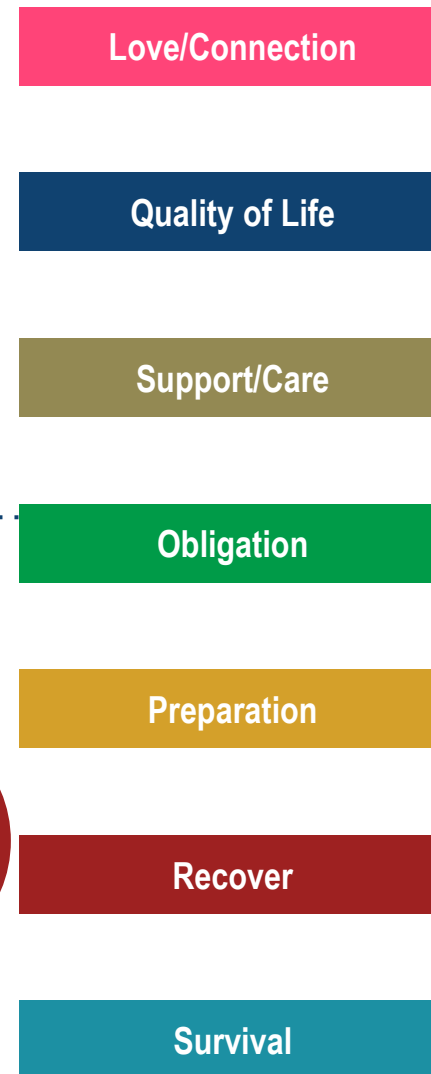 Love/Connection
Quality of Life
Support/Care
Obligation
Preparation
Recover
Survival